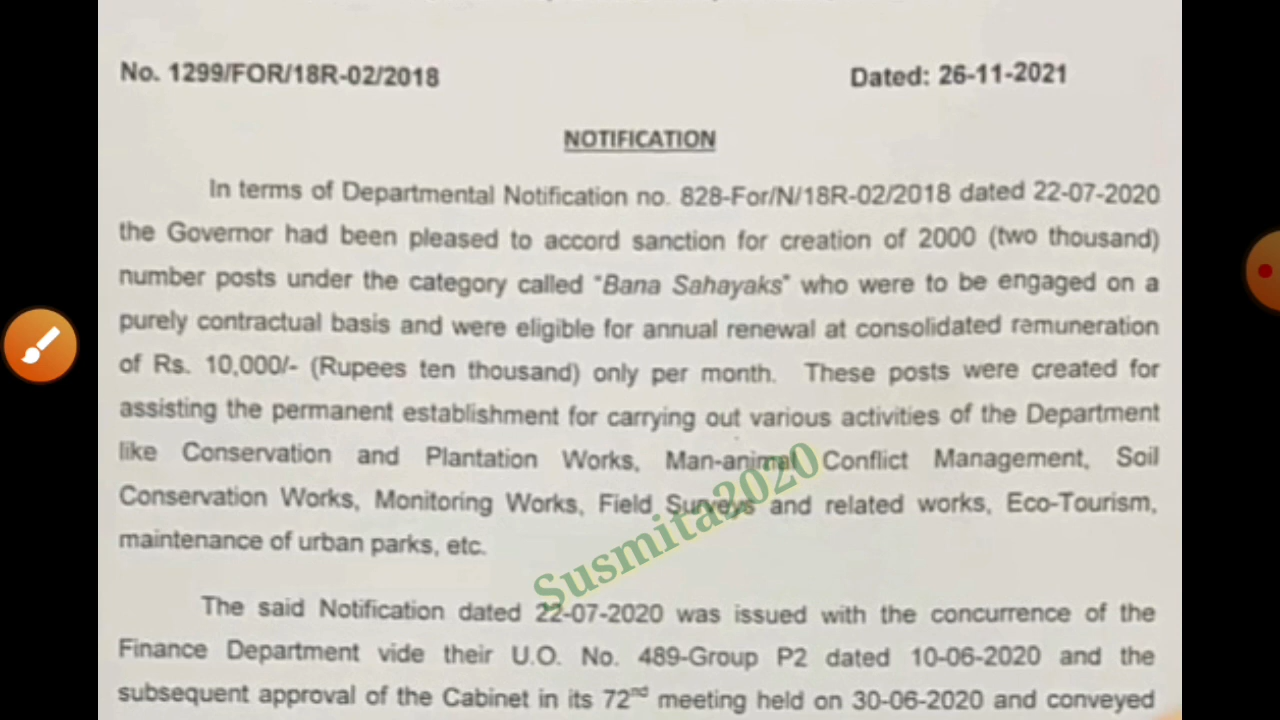 No. 1299/FOR/18R-02/2018 Dated: 26-11-2021
NOTIFICATION
In terms of Departmental Notification no. 828-For/N/18R-02/2018 dated 22-07-2020
the Governor had been pleased to accord sanction for creation of 2000 (two thousand)
number posts under the category called "Bana Sahayaks" who were to be engaged on a
purely contractual basis and were eligible for annual renewal at consolidated remuneration
of Rs. 10,000/- (Rupees ten thousand) only per month. These posts were created for
assisting the permanent establishment for carrying out various activities of the Department
like Conservation and Plantation Works, Man-animal Conflict Management, Soil
Conservation Works, Monitoring Works, Field Surveys and related works, Eco-Tourism,
maintenance of urban parks, etc.
Susmita2020
The said Notification dated 22-07-2020 was issued with the concurrence of the
Finance Department vide their U.O. No. 489-Group P2 dated 10-06-2020 and the
subsequent approval of the Cabinet in its 72nd meeting held on 30-06-2020 and conveyed